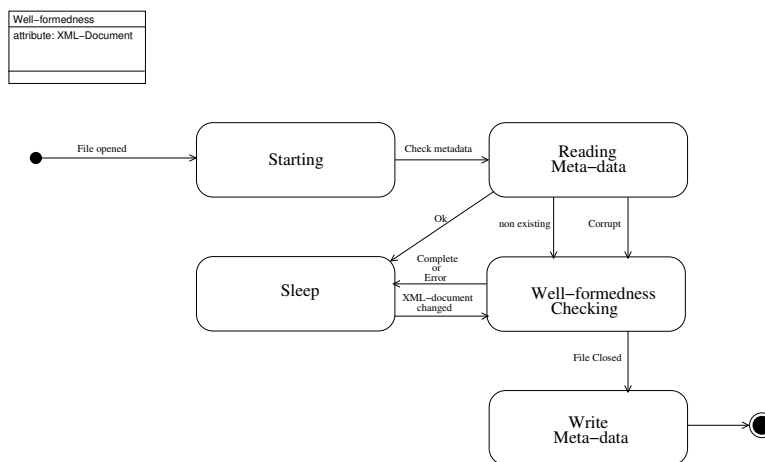 Well-formedness
attribute: XML-Document
File opened
Starting
Check metadata
Reading
Meta-data
Ok
non existing
Corrupt
Sleep
Complete
or
Error
XML-document
changed
Well-formedness
Checking
File Closed
Write
Meta-data